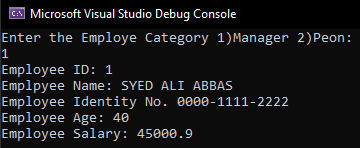 Microsoft Visual Studio Debug Console
Enter the Employe Category 1)Manager 2)Peon:
1
Employee ID: 1
Emplpyee Name: SYED ALI ABBAS
Employee Identity No. 0000-1111-2222
Employee Age: 40
Employee Salary: 45000.9